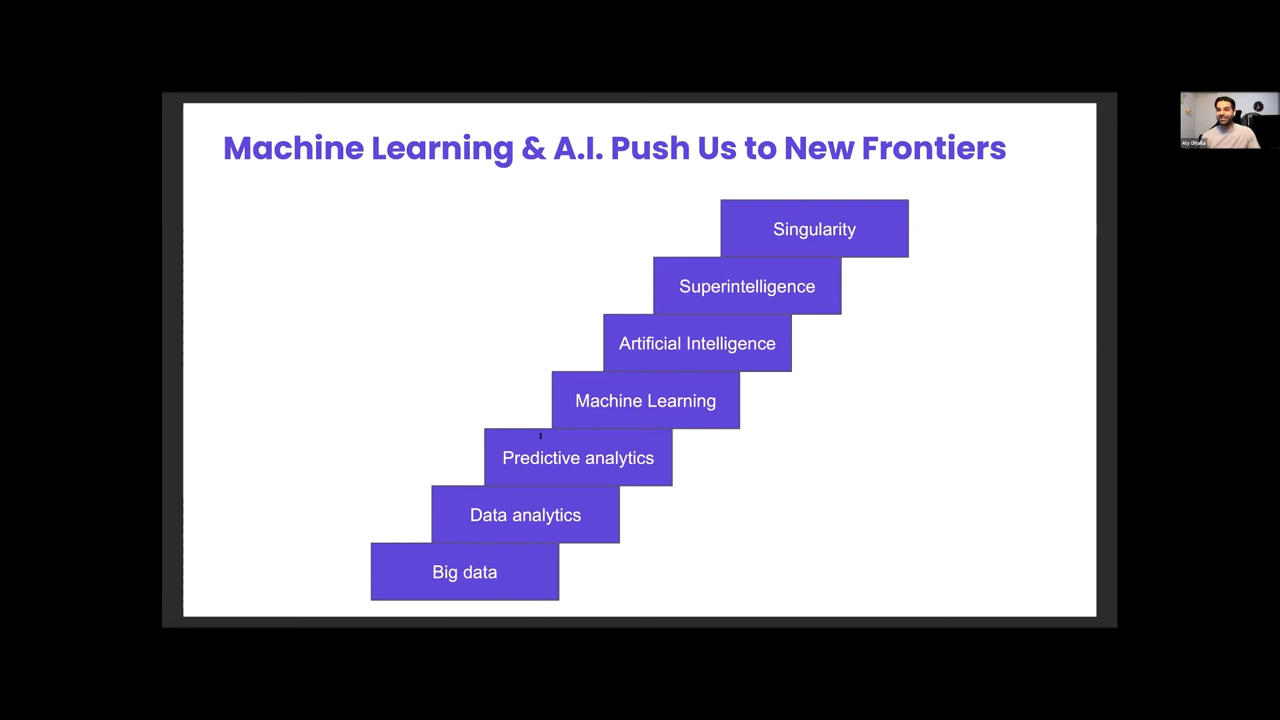 Machine Learning & A.I. Push Us to New Frontiers
Singularity
Superintelligence
Artificial Intelligence
Machine Learning
Predictive analytics
Data analytics
Big data